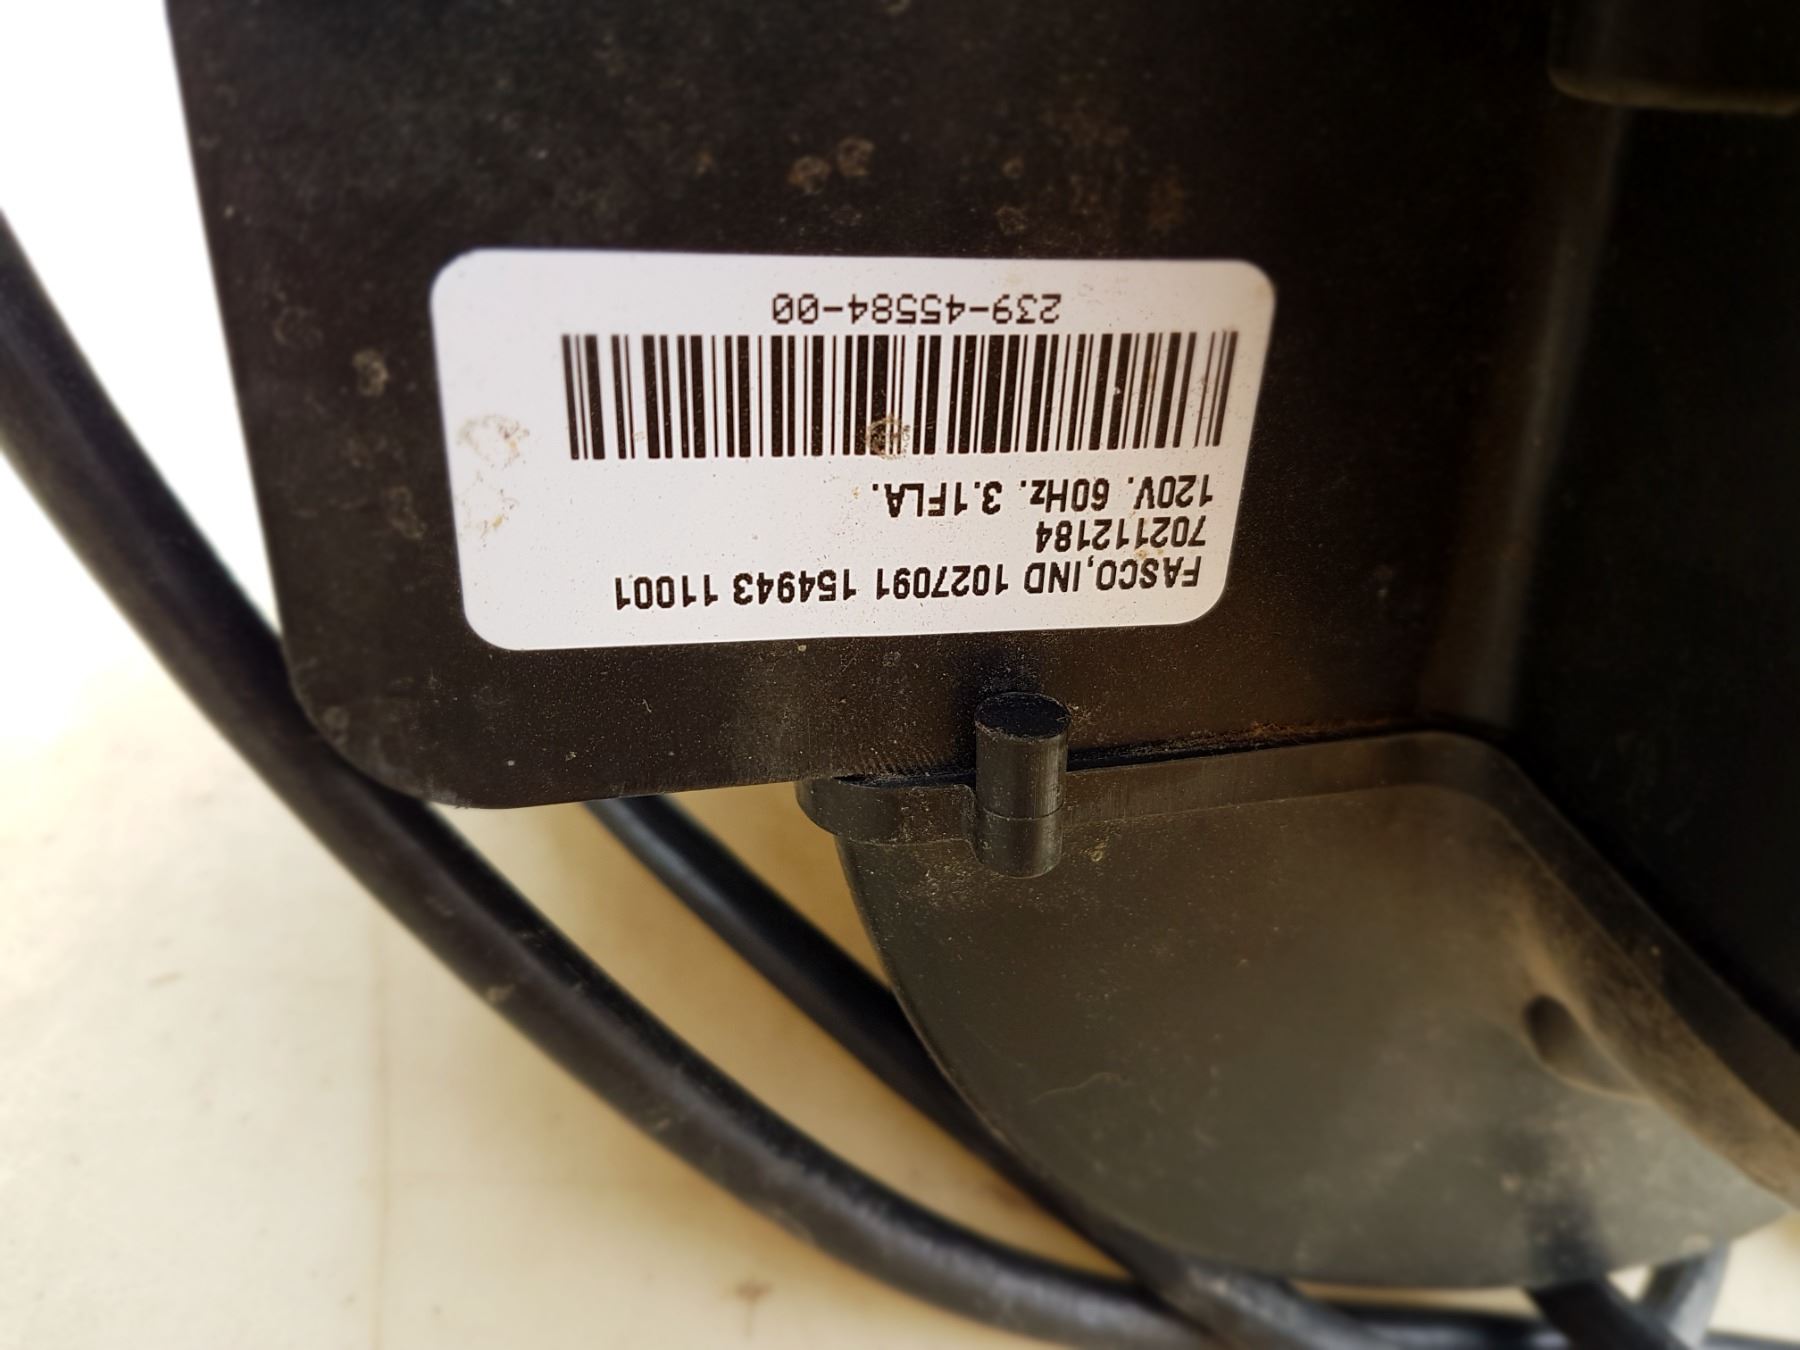 FASCO,IND 1027091 154943 11001
702112184
120V. 60Hz. 3.1FLA.
239-45584-00